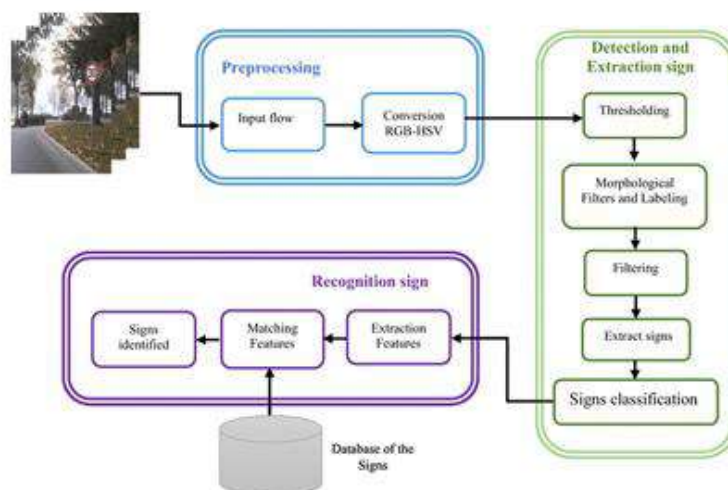 Preprocessing
Input flow
Conversion
RGB-HSV
Detection and
Extraction sign
Thresholding
Morphological
Filters and Labeling
Filtering
Extract signs
Signs classification
Recognition sign
Extraction
Features
Matching
Features
Signs
identified
Database of the
Signs